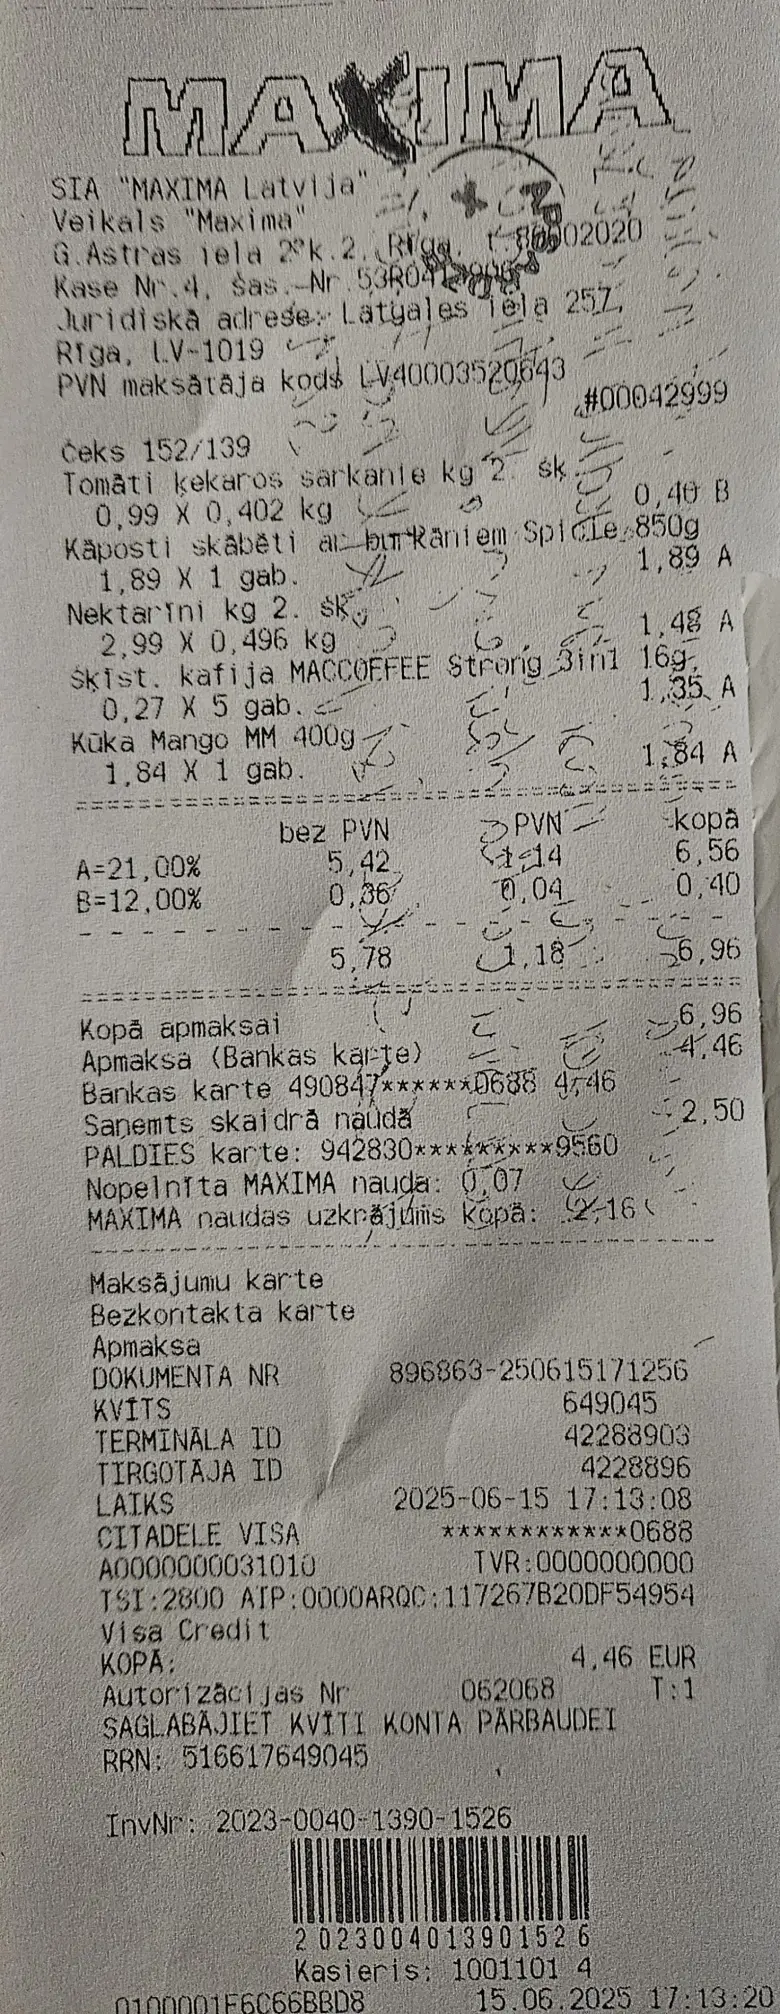 MAXIMA
SIA "MAXIMA Latvija"
Veikals "Maxima"
G.Astras iela 2 k.2, Rīga, t. 80002020
Kase Nr.4, šas. Nr.
Juridiskā adrese: Latgales iela 257,
Rīga, LV-1019
PVN maksātāja kods LV40003520643
#00042999
Čeks 152/139
Tomāti ķekaros sarkanie kg 2. šķ.
0,99 X 0,402 kg 0,40 B
Kāposti skābēti ar burkāniem Spille 850g
1,89 X 1 gab. 1,89 A
Nektarīni kg 2. šķ.
2,99 X 0,496 kg 1,48 A
Šķīst. kafija MACCOFFEE Strong 3in1 16g,
0,27 X 5 gab. 1,35 A
Kūka Mango MM 400g
1,84 X 1 gab. 1,84 A
bez PVN PVN kopā
A=21,00% 5,42 1,14 6,56
B=12,00% 0,36 0,04 0,40
5,78 1,18 6,96
Kopā apmaksai 6,96
Apmaksa (Bankas karte) 4,46
Bankas karte 490847******0688 4,46
Saņemts skaidrā naudā 2,50
PALDIES karte: 942830*********9560
Nopelnīta MAXIMA nauda: 0,07
MAXIMA naudas uzkrājums kopā: 2,16
Maksājumu karte
Bezkontakta karte
Apmaksa
DOKUMENTA NR 896863-250615171256
KVĪTS 649045
TERMINĀLA ID 42288903
TIRGOTĀJA ID 4228896
LAIKS 2025-06-15 17:13:08
CITADELE VISA ************0688
A0000000031010 TVR:0000000000
TSI:2800 AIP:0000ARQC:117267B20DF54954
Visa Credit
KOPĀ: 4,46 EUR
Autorizācijas Nr 062068 T:1
SAGLABĀJIET KVĪTI KONTA PĀRBAUDEI
RRN: 516617649045
InvNr: 2023-0040-1390-1526
2023004013901526
Kasieris: 1001101 4
0100001F6C66BBD8 15.06.2025 17:13:20